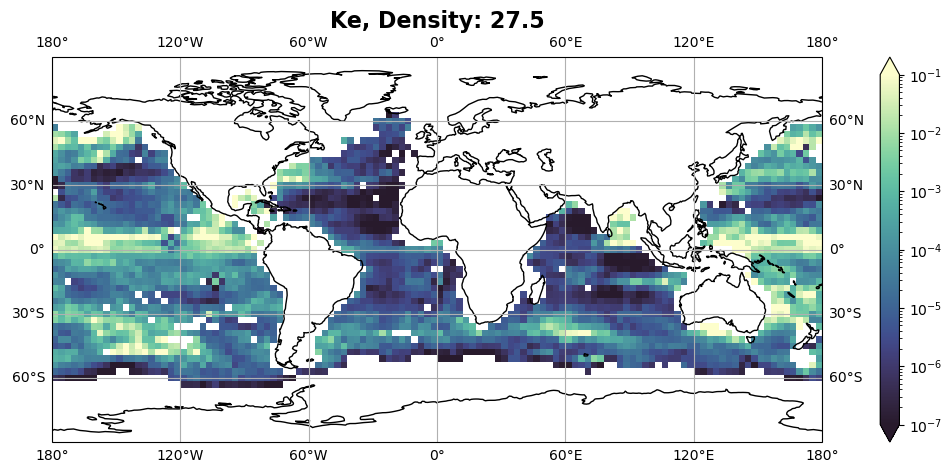 Ke, Density: 27.5
180° 120°W 60°W 0° 60°E 120°E 180°
10⁻¹
60°N 60°N
10⁻²
30°N 30°N
10⁻³
0° 0°
10⁻⁴
30°S 30°S
10⁻⁵
60°S 60°S
10⁻⁶
10⁻⁷
180° 120°W 60°W 0° 60°E 120°E 180°